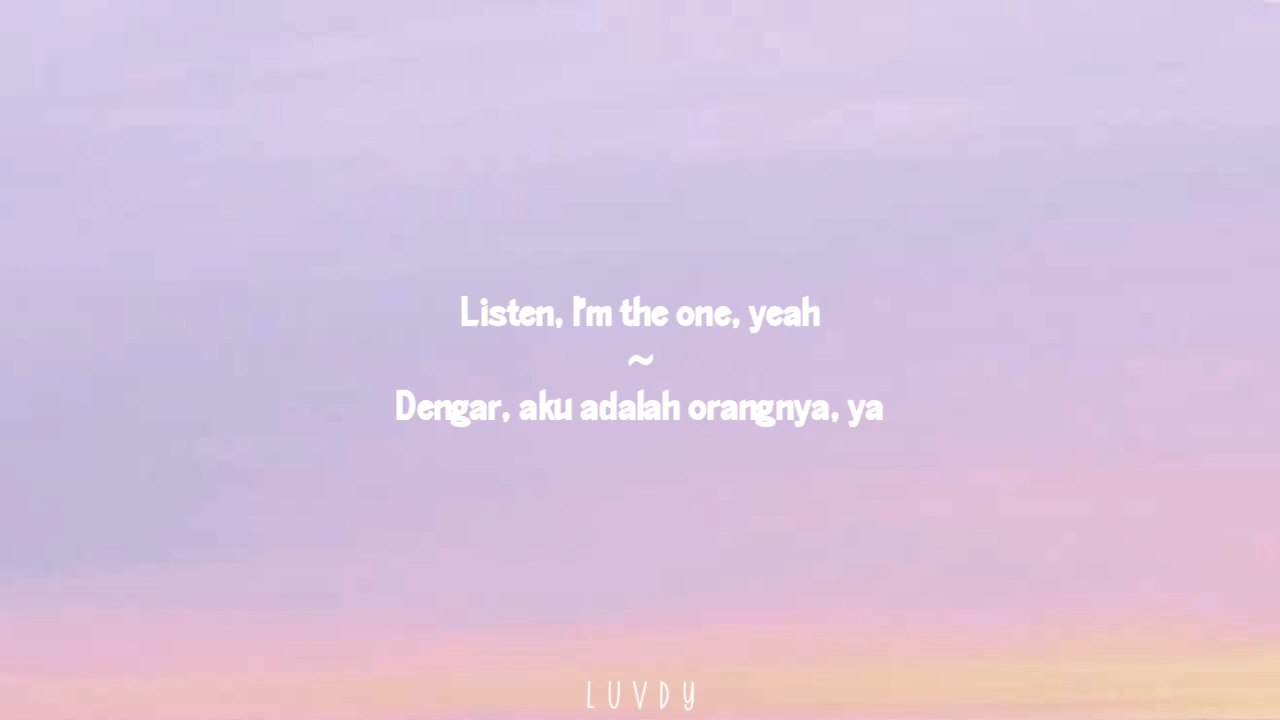 Listen, I'm the one, yeah
~
Dengar, aku adalah orangnya, ya
LUVDY